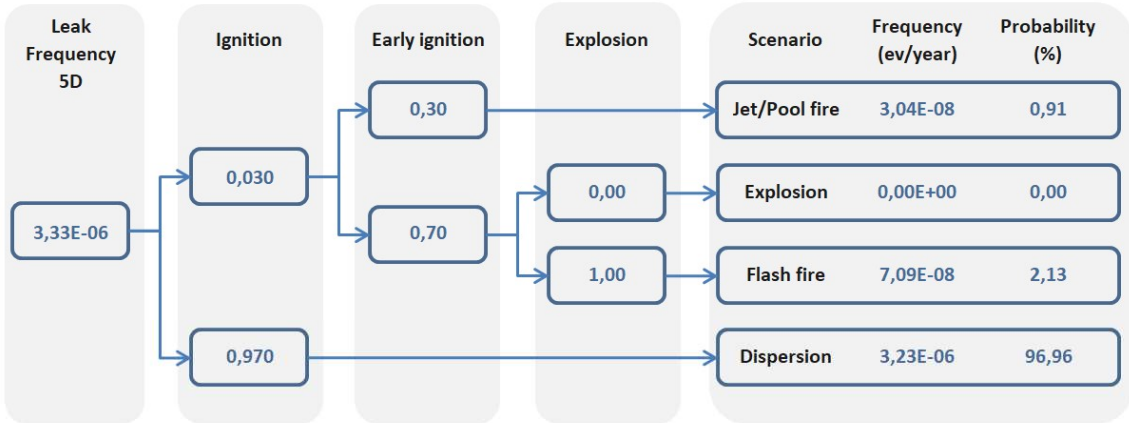 Leak
Frequency
5D
Ignition
Early ignition
Explosion
Scenario
Frequency
(ev/year)
Probability
(%)
0,30
Jet/Pool fire
3,04E-08
0,91
0,030
0,00
Explosion
0,00E+00
0,00
3,33E-06
0,70
1,00
Flash fire
7,09E-08
2,13
0,970
Dispersion
3,23E-06
96,96